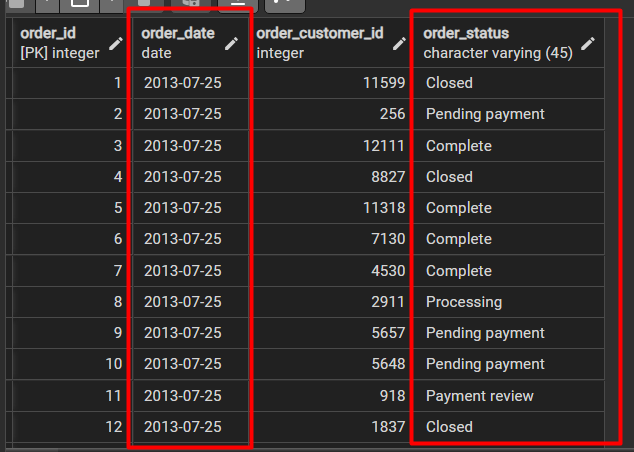 order_id order_date order_customer_id order_status
[PK] integer date integer character varying (45)
1 2013-07-25 11599 Closed
2 2013-07-25 256 Pending payment
3 2013-07-25 12111 Complete
4 2013-07-25 8827 Closed
5 2013-07-25 11318 Complete
6 2013-07-25 7130 Complete
7 2013-07-25 4530 Complete
8 2013-07-25 2911 Processing
9 2013-07-25 5657 Pending payment
10 2013-07-25 5648 Pending payment
11 2013-07-25 918 Payment review
12 2013-07-25 1837 Closed